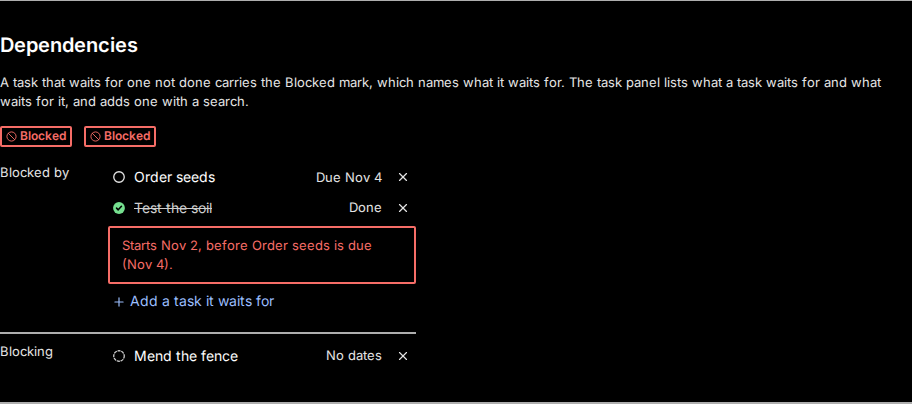 Dependencies
A task that waits for one not done carries the Blocked mark, which names what it waits for. The task panel lists what a task waits for and what
waits for it, and adds one with a search.
Blocked Blocked
Blocked by
Order seeds Due Nov 4
Test the soil Done
Starts Nov 2, before Order seeds is due
(Nov 4).
+ Add a task it waits for
Blocking
Mend the fence No dates